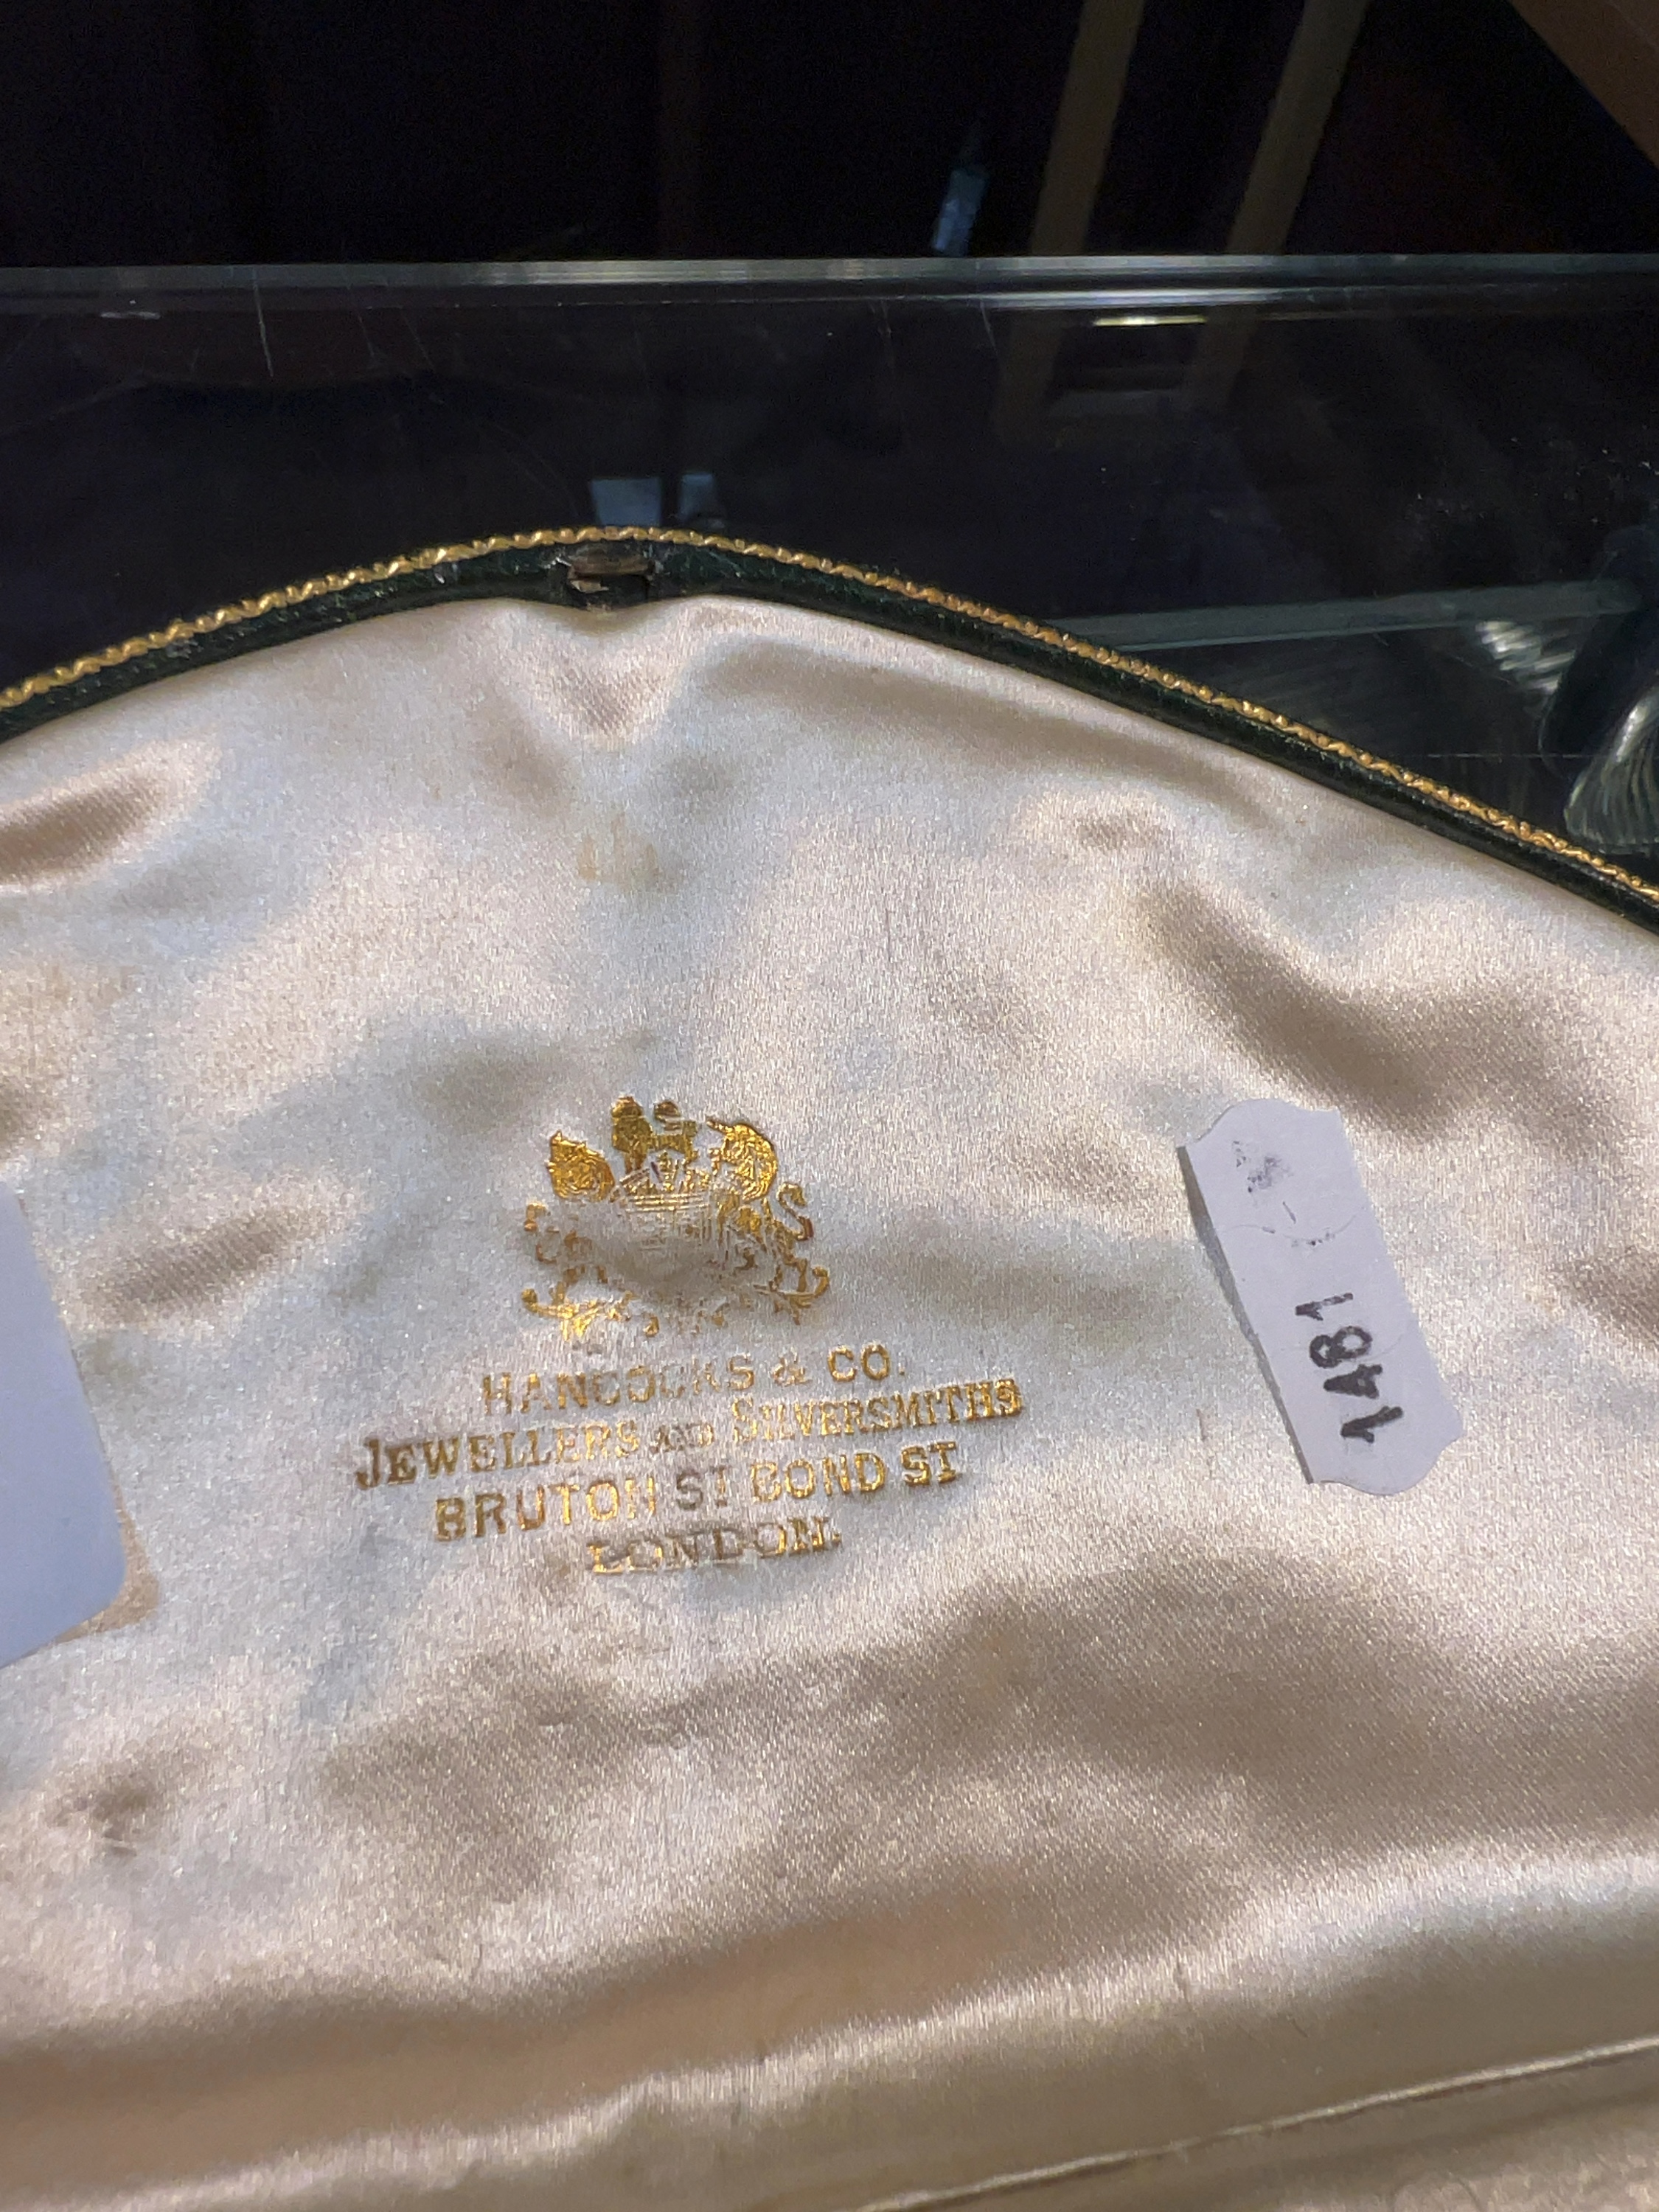 HANCOCKS & CO.
JEWELLERS AND SILVERSMITHS
BRUTON ST BOND ST
LONDON.
1481